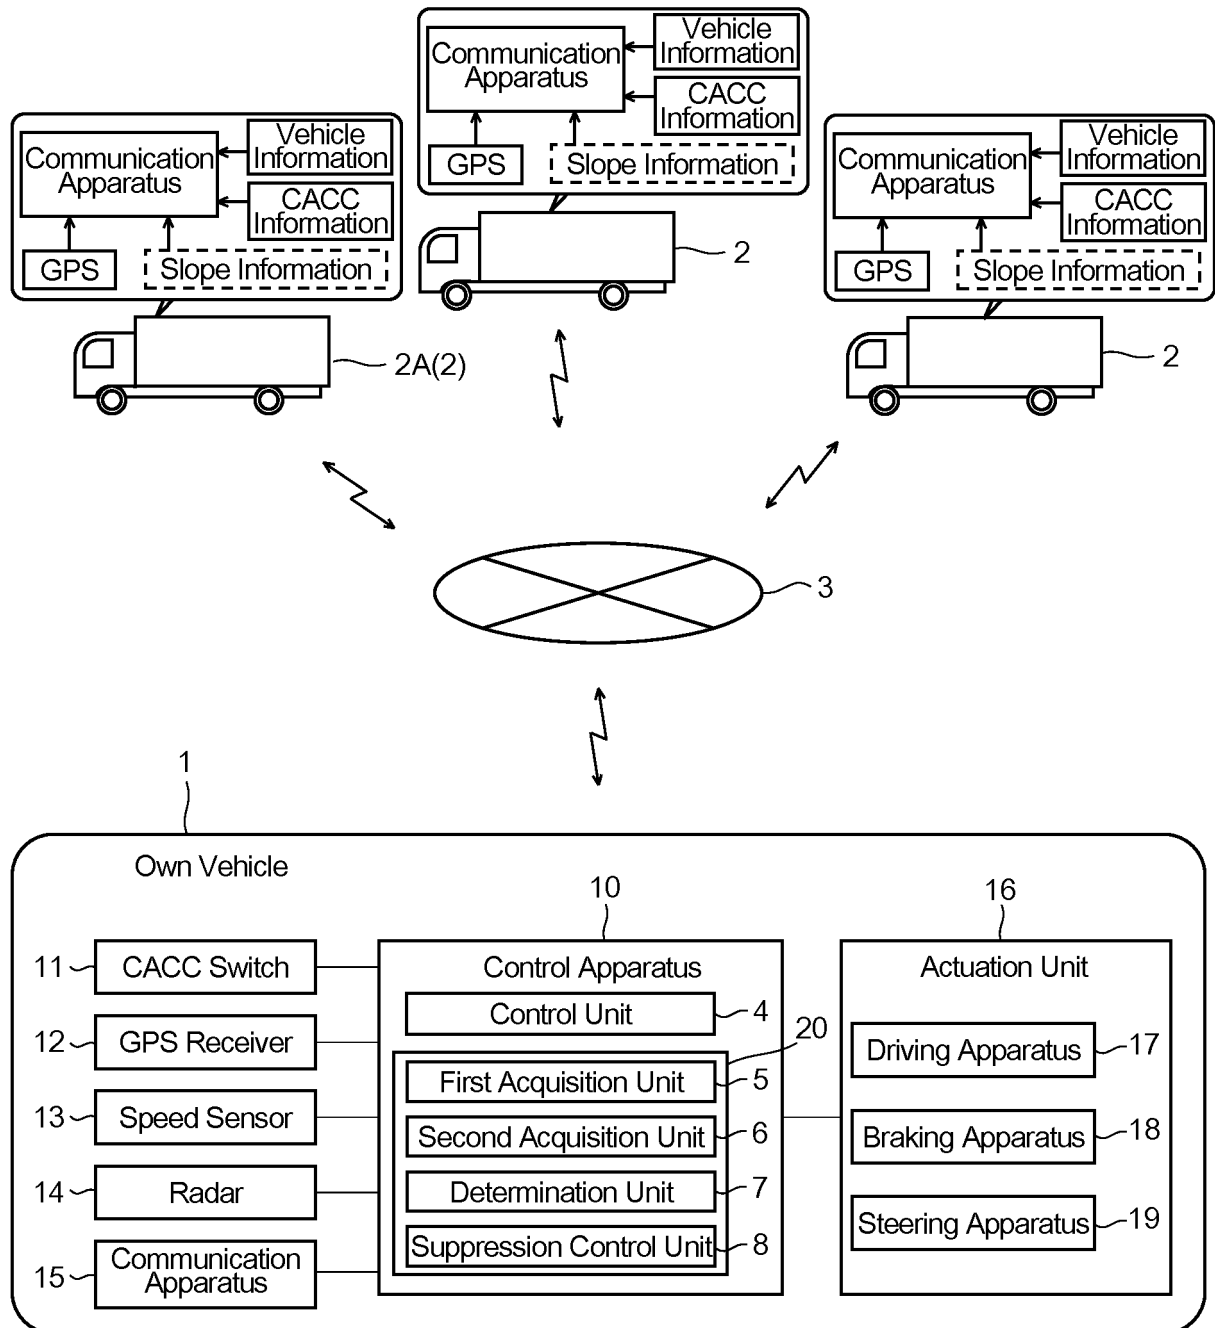 Communication
Apparatus
Vehicle
Information
CACC
Information
GPS
Slope Information
2
Communication
Apparatus
Vehicle
Information
CACC
Information
GPS
Slope Information
2A(2)
Communication
Apparatus
Vehicle
Information
CACC
Information
GPS
Slope Information
2
3
1
Own Vehicle
11
CACC Switch
12
GPS Receiver
13
Speed Sensor
14
Radar
15
Communication
Apparatus
10
Control Apparatus
Control Unit
4
20
First Acquisition Unit
5
Second Acquisition Unit
6
Determination Unit
7
Suppression Control Unit
8
16
Actuation Unit
Driving Apparatus
17
Braking Apparatus
18
Steering Apparatus
19